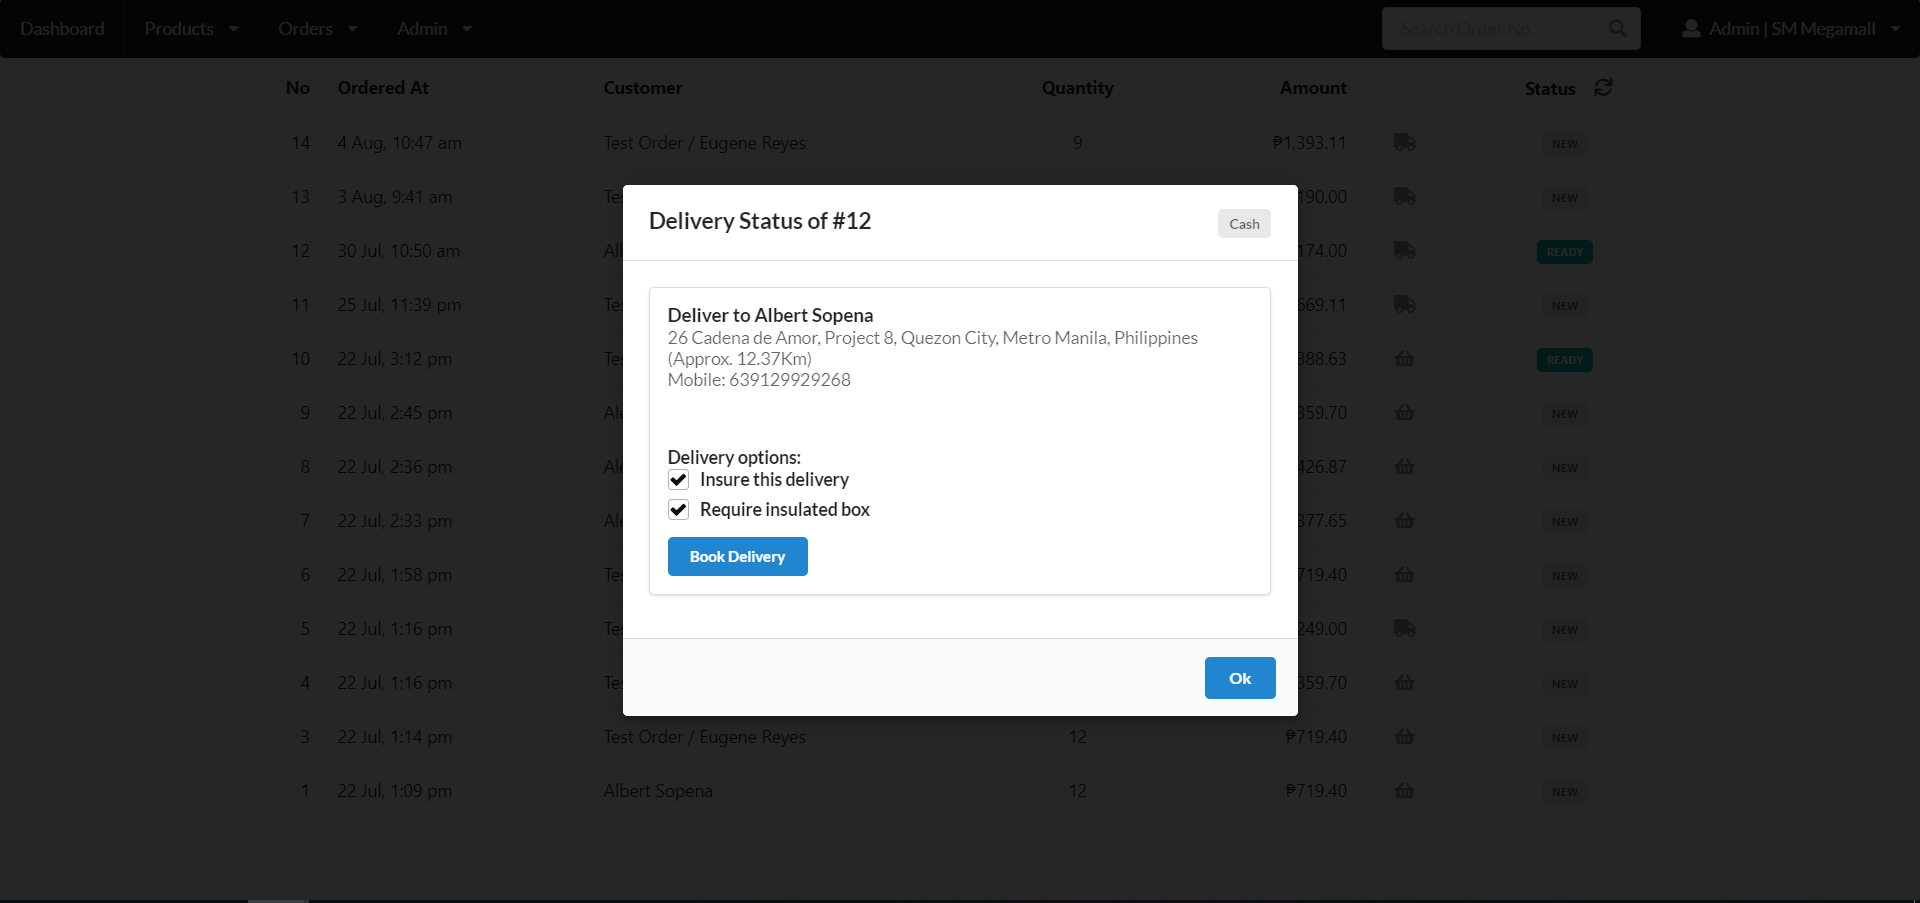 Dashboard Products Orders Admin Search Order No. Admin | SM Megamall
No Ordered At Customer Quantity Amount Status
14 4 Aug, 10:47 am Test Order / Eugene Reyes 9 ₱1,393.11 NEW
13 3 Aug, 9:41 am Te 190.00 NEW
Delivery Status of #12 Cash
12 30 Jul, 10:50 am Al 174.00 READY
11 25 Jul, 11:39 pm Te 669.11 NEW
Deliver to Albert Sopena
26 Cadena de Amor, Project 8, Quezon City, Metro Manila, Philippines
(Approx. 12.37Km)
Mobile: 639129929268
10 22 Jul, 3:12 pm Te 388.63 READY
9 22 Jul, 2:45 pm Ale 359.70 NEW
Delivery options:
8 22 Jul, 2:36 pm Ale 426.87 NEW
Insure this delivery
Require insulated box
7 22 Jul, 2:33 pm Ale 377.65 NEW
Book Delivery
6 22 Jul, 1:58 pm Te 719.40 NEW
5 22 Jul, 1:16 pm Te 249.00 NEW
Ok
4 22 Jul, 1:16 pm Te 359.70 NEW
3 22 Jul, 1:14 pm Test Order / Eugene Reyes 12 ₱719.40 NEW
1 22 Jul, 1:09 pm Albert Sopena 12 ₱719.40 NEW